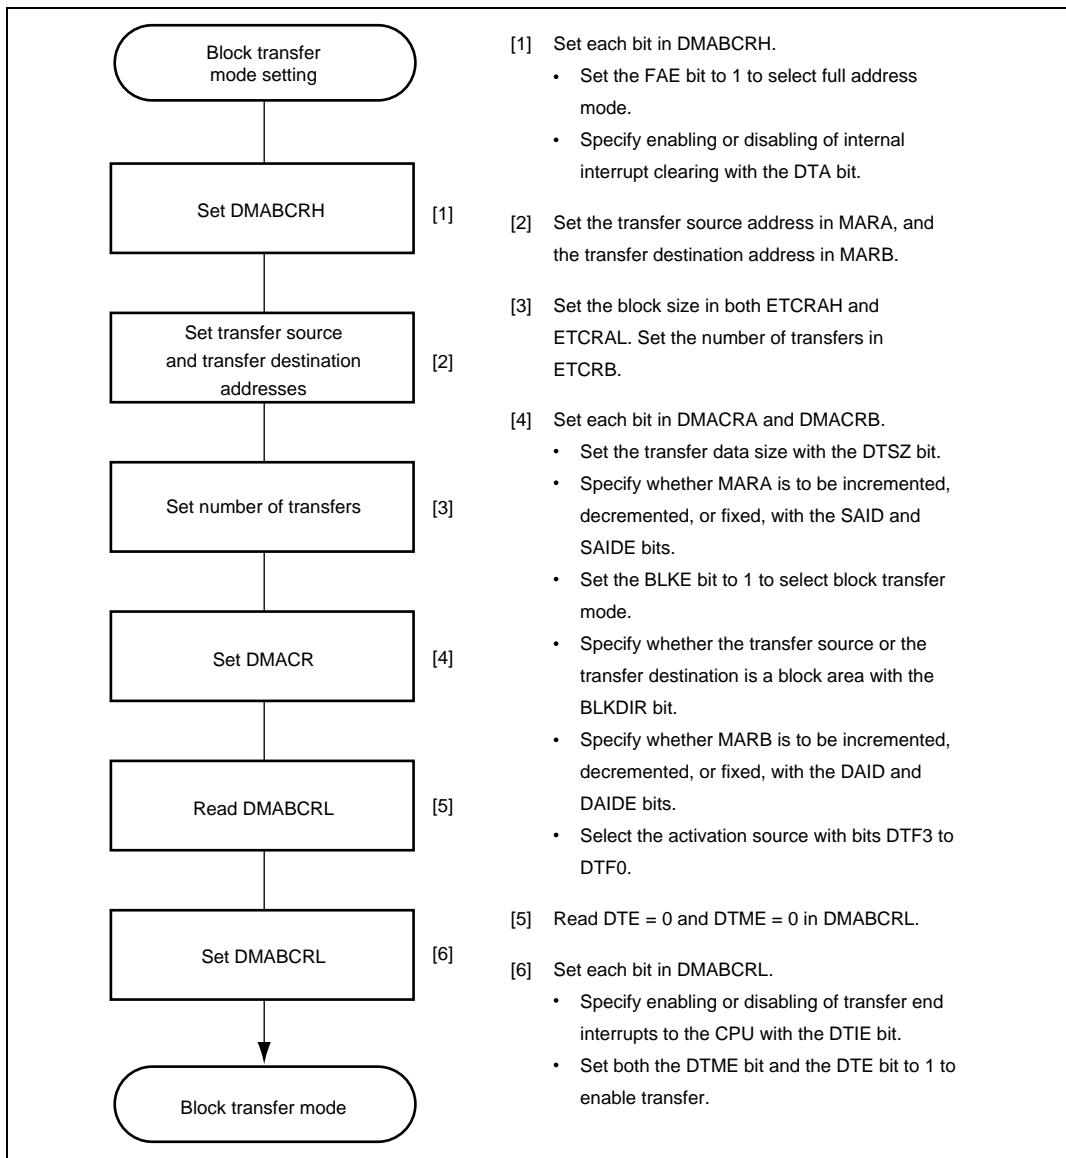 Block transfer
mode setting
Set DMABCRH
[1]
Set transfer source
and transfer destination
addresses
[2]
Set number of transfers
[3]
Set DMACR
[4]
Read DMABCRL
[5]
Set DMABCRL
[6]
Block transfer mode
[1] Set each bit in DMABCRH.
• Set the FAE bit to 1 to select full address
mode.
• Specify enabling or disabling of internal
interrupt clearing with the DTA bit.
[2] Set the transfer source address in MARA, and
the transfer destination address in MARB.
[3] Set the block size in both ETCRAH and
ETCRAL. Set the number of transfers in
ETCRB.
[4] Set each bit in DMACRA and DMACRB.
• Set the transfer data size with the DTSZ bit.
• Specify whether MARA is to be incremented,
decremented, or fixed, with the SAID and
SAIDE bits.
• Set the BLKE bit to 1 to select block transfer
mode.
• Specify whether the transfer source or the
transfer destination is a block area with the
BLKDIR bit.
• Specify whether MARB is to be incremented,
decremented, or fixed, with the DAID and
DAIDE bits.
• Select the activation source with bits DTF3 to
DTF0.
[5] Read DTE = 0 and DTME = 0 in DMABCRL.
[6] Set each bit in DMABCRL.
• Specify enabling or disabling of transfer end
interrupts to the CPU with the DTIE bit.
• Set both the DTME bit and the DTE bit to 1 to
enable transfer.